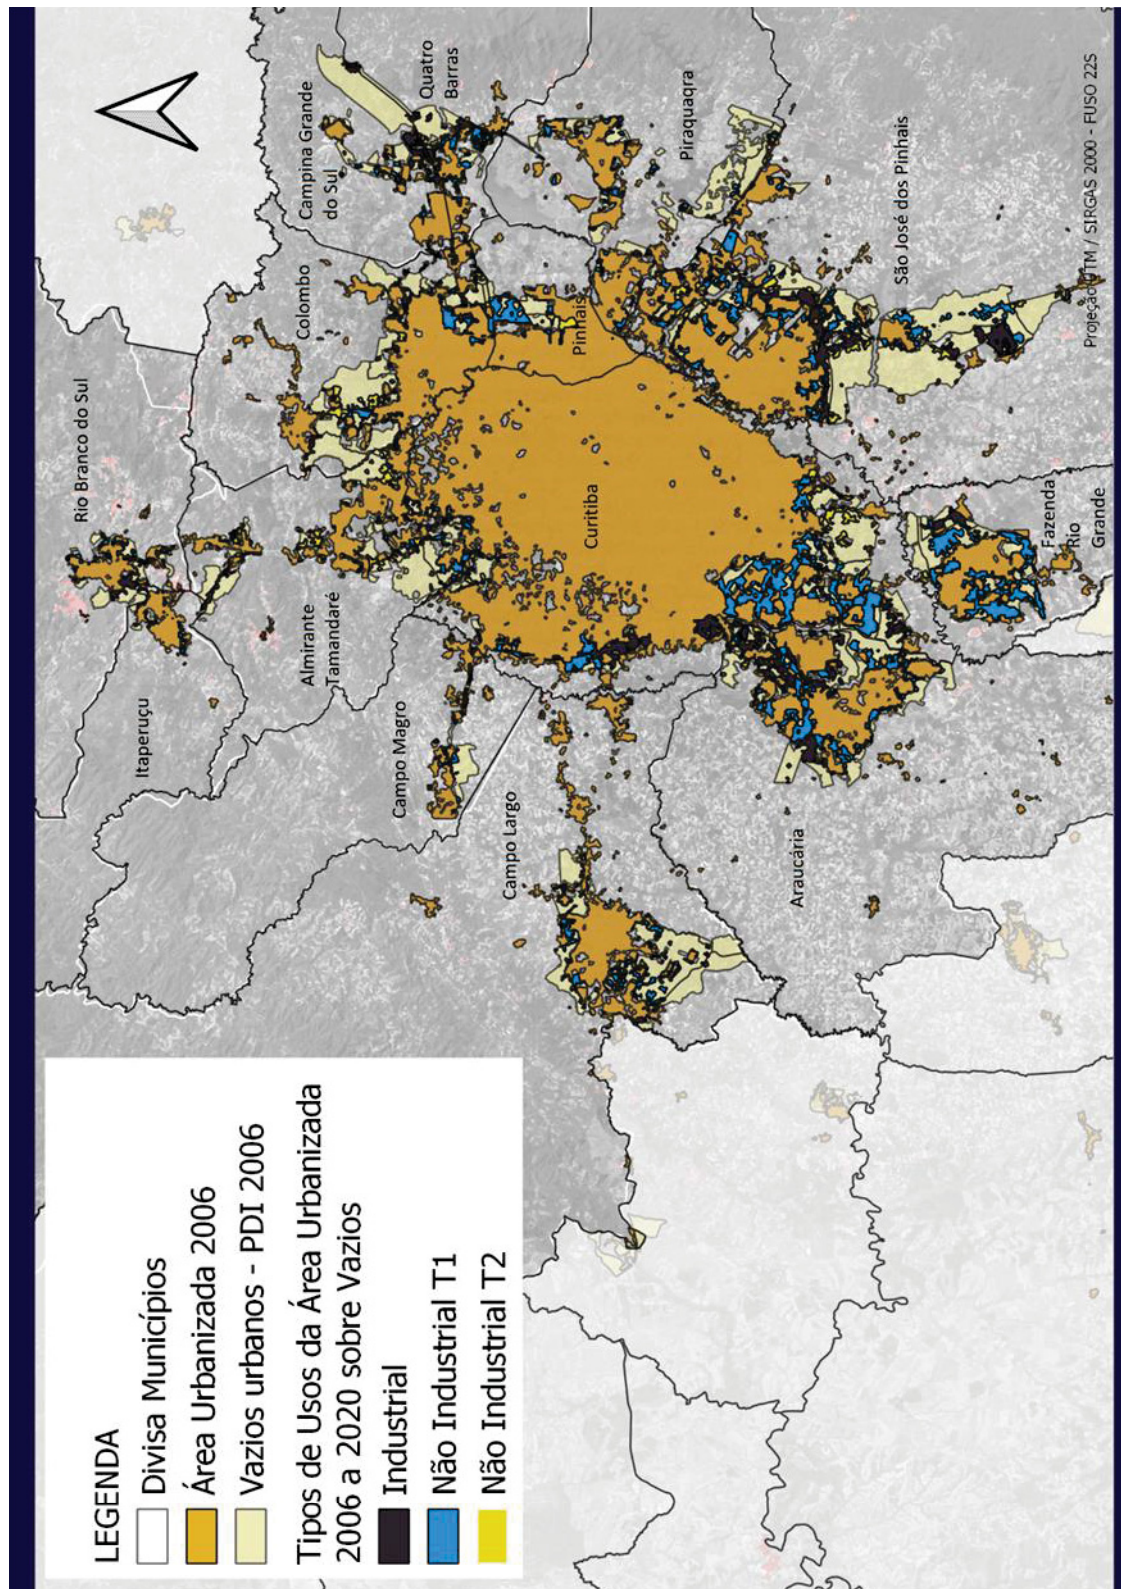 Rio Branco do Sul
Campina Grande
do Sul
Quatro
Barras
Colombo
Itaperuçu
Almirante
Tamandaré
Campo Magro
Pinhais
Piraquaqra
Campo Largo
Curitiba
São José dos Pinhais
Araucária
Fazenda
Rio
Grande
LEGENDA
Divisa Municípios
Área Urbanizada 2006
Vazios urbanos - PDI 2006
Tipos de Usos da Área Urbanizada
2006 a 2020 sobre Vazios
Industrial
Não Industrial T1
Não Industrial T2
Projeção UTM / SIRGAS 2000 - FUSO 22S